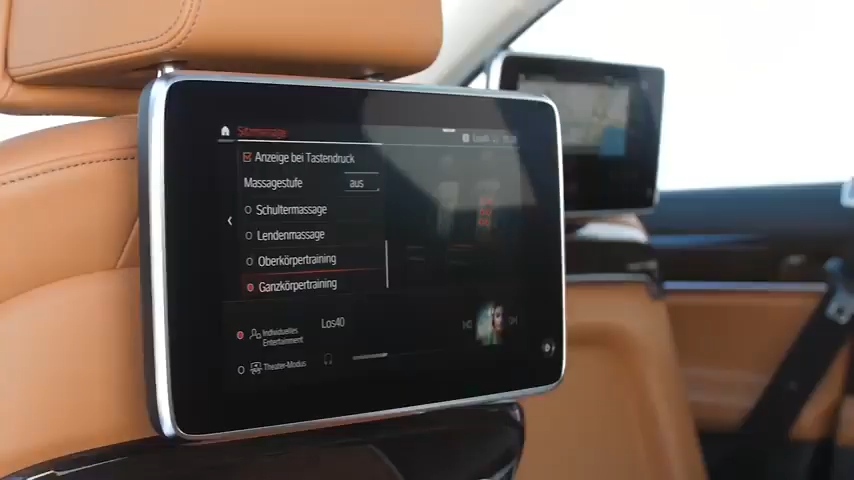 Sitzmassage
Anzeige bei Tastendruck
Massagestufe aus
Schultermassage
Lendenmassage
Oberkörpertraining
Ganzkörpertraining
Individuelles
Entertainment
Los40
Theater-Modus